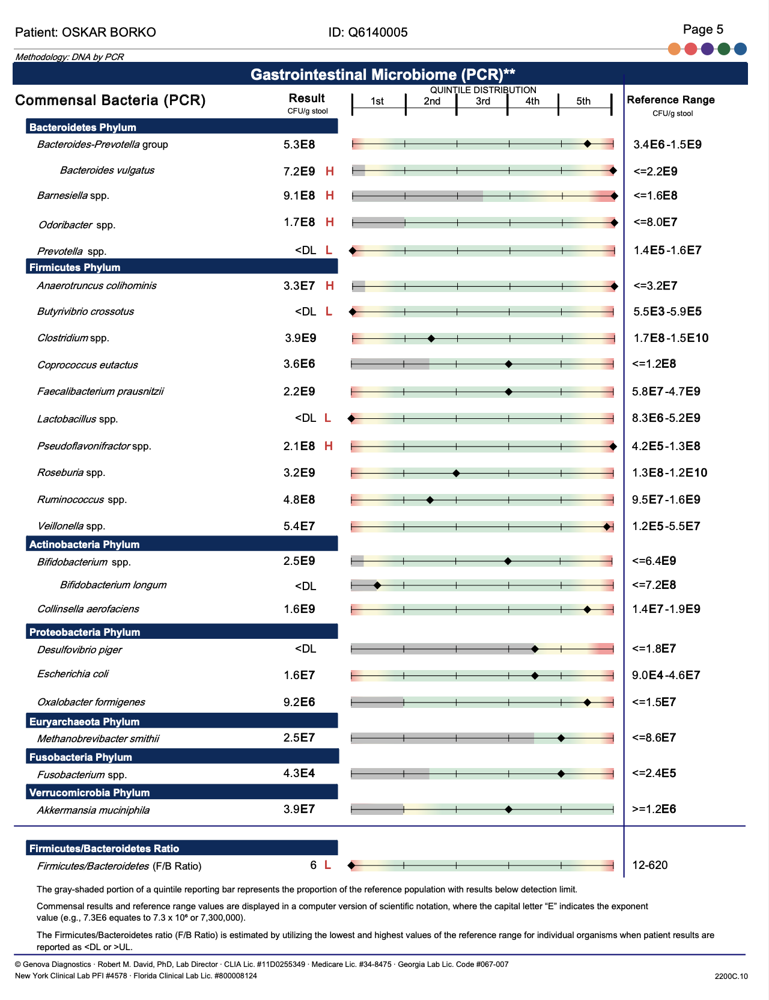 Patient: OSKAR BORKO ID: Q6140005 Page 5
Methodology: DNA by PCR
Gastrointestinal Microbiome (PCR)**
QUINTILE DISTRIBUTION
Commensal Bacteria (PCR) Result 1st 2nd 3rd 4th 5th Reference Range
CFU/g stool CFU/g stool
Bacteroidetes Phylum
Bacteroides-Prevotella group 5.3E8 3.4E6-1.5E9
Bacteroides vulgatus 7.2E9 H <=2.2E9
Barnesiella spp. 9.1E8 H <=1.6E8
Odoribacter spp. 1.7E8 H <=8.0E7
Prevotella spp. <DL L 1.4E5-1.6E7
Firmicutes Phylum
Anaerotruncus colihominis 3.3E7 H <=3.2E7
Butyrivibrio crossotus <DL L 5.5E3-5.9E5
Clostridium spp. 3.9E9 1.7E8-1.5E10
Coprococcus eutactus 3.6E6 <=1.2E8
Faecalibacterium prausnitzii 2.2E9 5.8E7-4.7E9
Lactobacillus spp. <DL L 8.3E6-5.2E9
Pseudoflavonifractor spp. 2.1E8 H 4.2E5-1.3E8
Roseburia spp. 3.2E9 1.3E8-1.2E10
Ruminococcus spp. 4.8E8 9.5E7-1.6E9
Veillonella spp. 5.4E7 1.2E5-5.5E7
Actinobacteria Phylum
Bifidobacterium spp. 2.5E9 <=6.4E9
Bifidobacterium longum <DL <=7.2E8
Collinsella aerofaciens 1.6E9 1.4E7-1.9E9
Proteobacteria Phylum
Desulfovibrio piger <DL <=1.8E7
Escherichia coli 1.6E7 9.0E4-4.6E7
Oxalobacter formigenes 9.2E6 <=1.5E7
Euryarchaeota Phylum
Methanobrevibacter smithii 2.5E7 <=8.6E7
Fusobacteria Phylum
Fusobacterium spp. 4.3E4 <=2.4E5
Verrucomicrobia Phylum
Akkermansia muciniphila 3.9E7 >=1.2E6
Firmicutes/Bacteroidetes Ratio
Firmicutes/Bacteroidetes (F/B Ratio) 6 L 12-620
The gray-shaded portion of a quintile reporting bar represents the proportion of the reference population with results below detection limit.
Commensal results and reference range values are displayed in a computer version of scientific notation, where the capital letter “E” indicates the exponent
value (e.g., 7.3E6 equates to 7.3 x 10⁶ or 7,300,000).
The Firmicutes/Bacteroidetes ratio (F/B Ratio) is estimated by utilizing the lowest and highest values of the reference range for individual organisms when patient results are
reported as <DL or >UL.
© Genova Diagnostics · Robert M. David, PhD, Lab Director · CLIA Lic. #11D0255349 · Medicare Lic. #34-8475 · Georgia Lab Lic. Code #067-007
New York Clinical Lab PFI #4578 · Florida Clinical Lab Lic. #800008124 2200C.10